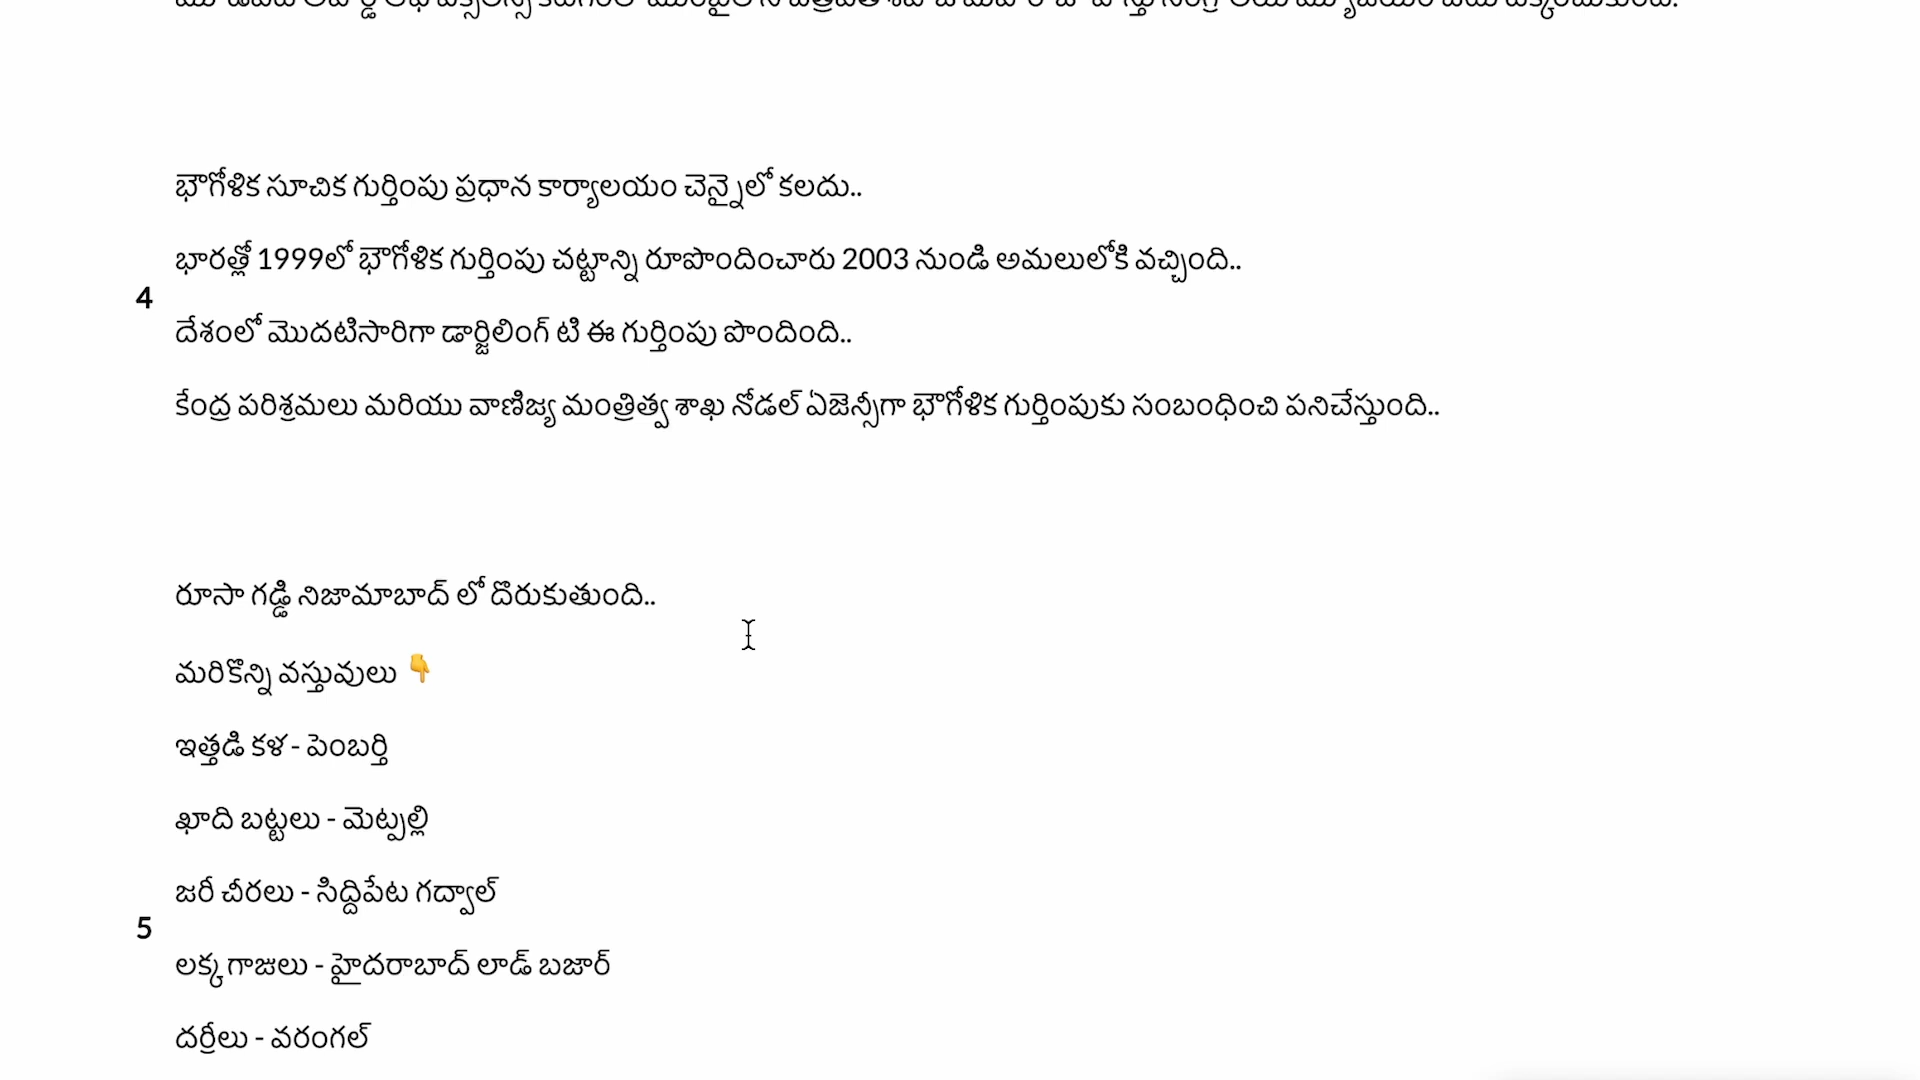 భౌగోళిక సూచిక గుర్తింపు ప్రధాన కార్యాలయం చెన్నైలో కలదు..
భారత్లో 1999లో భౌగోళిక గుర్తింపు చట్టాన్ని రూపొందించారు 2003 నుండి అమలులోకి వచ్చింది..
4
దేశంలో మొదటిసారిగా డార్జిలింగ్ టి ఈ గుర్తింపు పొందింది..
కేంద్ర పరిశ్రమలు మరియు వాణిజ్య మంత్రిత్వ శాఖ నోడల్ ఏజెన్సీగా భౌగోళిక గుర్తింపుకు సంబంధించి పనిచేస్తుంది..
రూసా గడ్డి నిజామాబాద్ లో దొరుకుతుంది..
మరికొన్ని వస్తువులు 👇
ఇత్తడి కళ - పెంబర్తి
ఖాది బట్టలు - మెట్పల్లి
జరీ చీరలు - సిద్దిపేట గద్వాల్
5
లక్క గాజులు - హైదరాబాద్ లాడ్ బజార్
దర్రీలు - వరంగల్